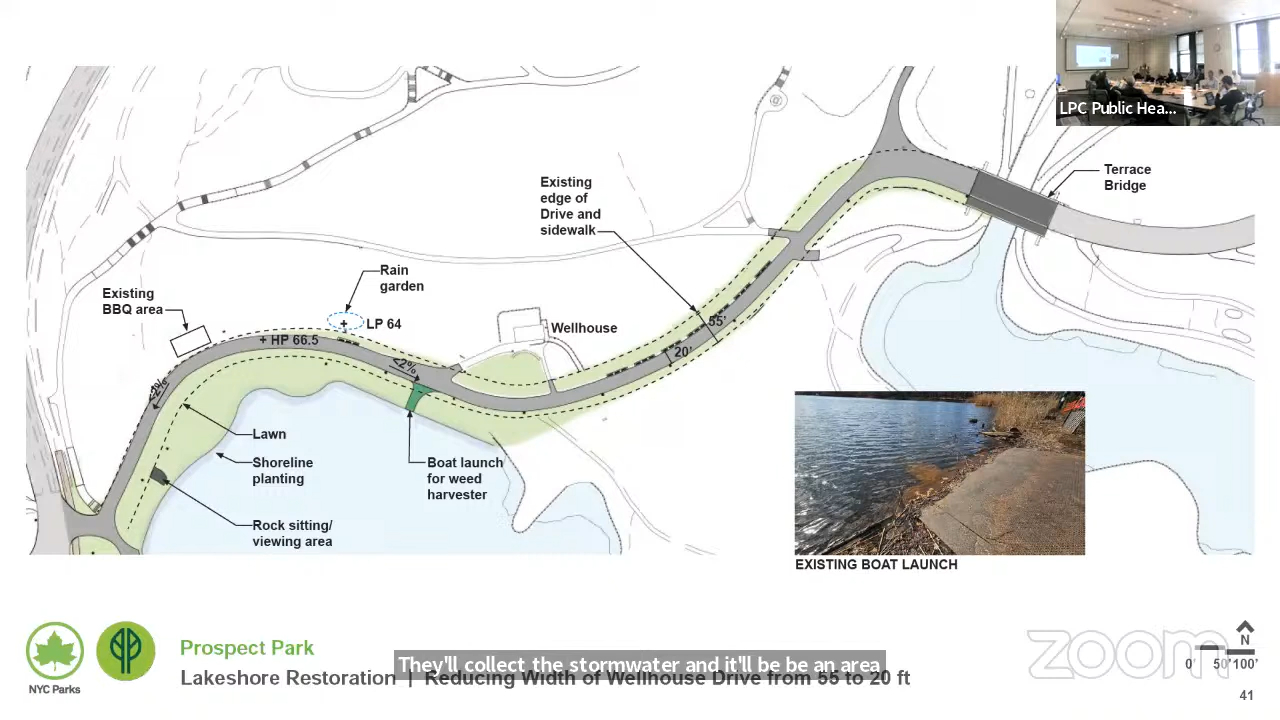 LPC Public Hea...
Terrace
Bridge
Existing
edge of
Drive and
sidewalk
Rain
garden
Existing
BBQ area
LP 64
Wellhouse
+ HP 66.5
55'
20'
<2%
<2%
Lawn
Shoreline
planting
Boat launch
for weed
harvester
Rock sitting/
viewing area
EXISTING BOAT LAUNCH
Prospect Park
They'll collect the stormwater and it'll be be an area
Lakeshore Restoration | Reducing Width of Wellhouse Drive from 55 to 20 ft
NYC Parks
zoom
N
0' 50' 100'
41